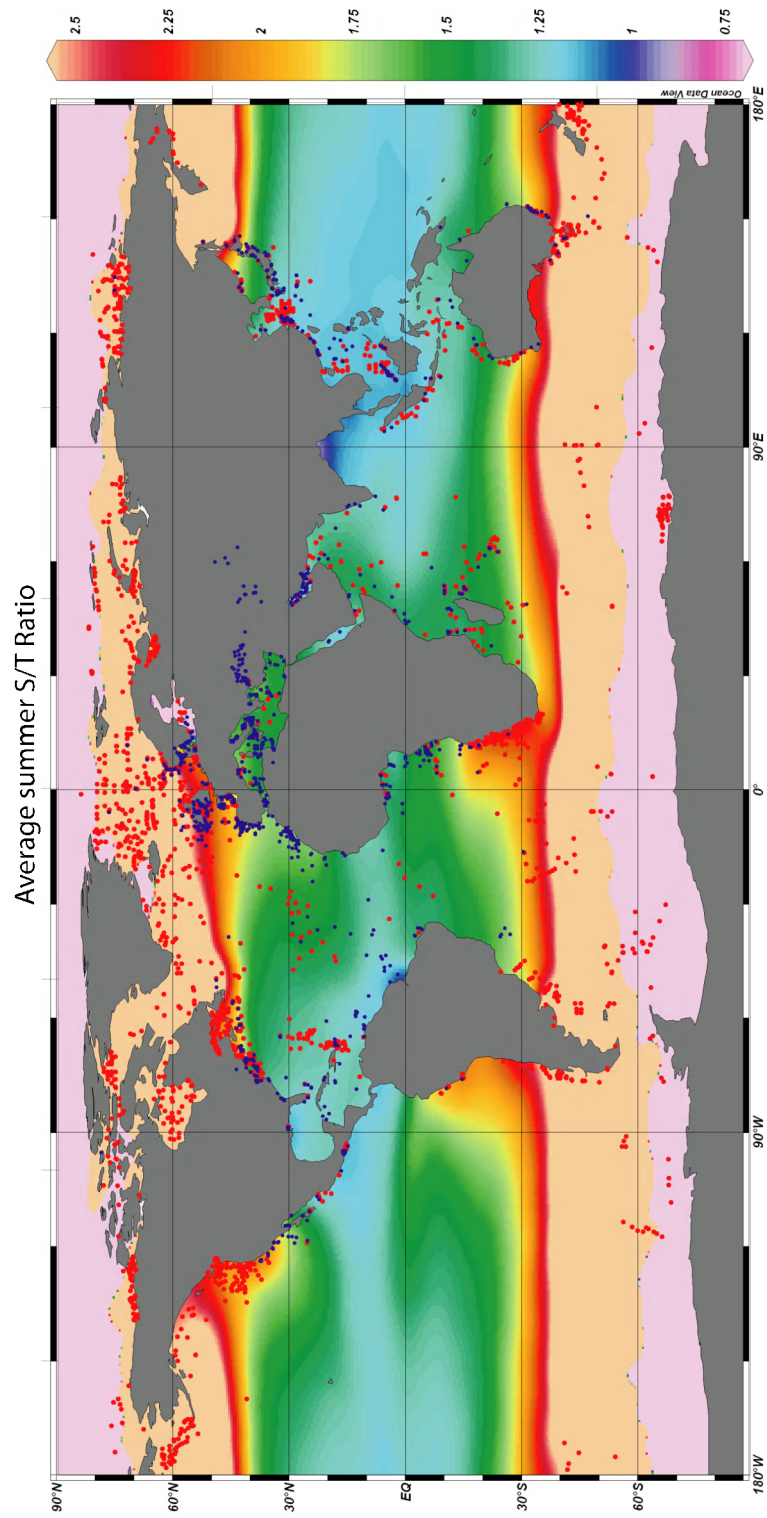 Average summer S/T Ratio
2.5
2.25
2
1.75
1.5
1.25
1
0.75
Ocean Data View
90°N
60°N
30°N
EQ
30°S
60°S
180°W
90°W
0°
90°E
180°E